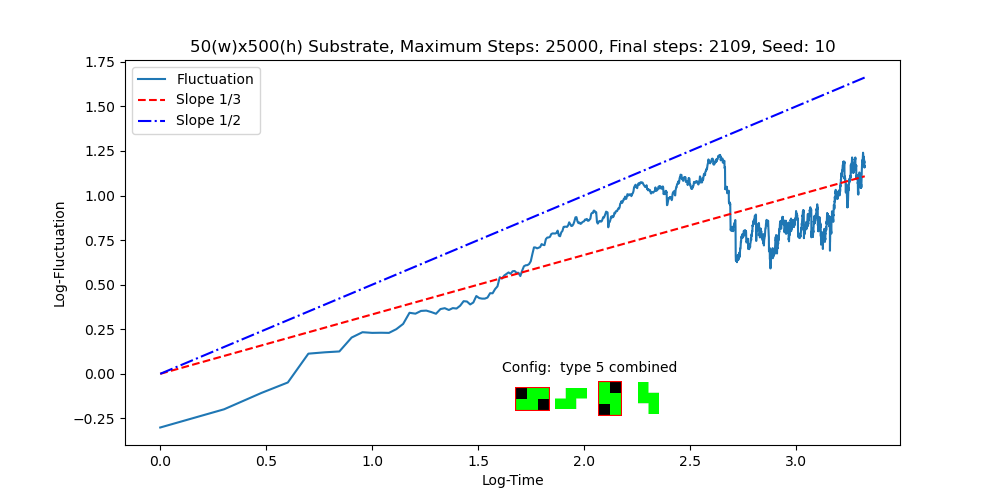 50(w)x500(h) Substrate, Maximum Steps: 25000, Final steps: 2109, Seed: 10
1.75
1.50
1.25
1.00
0.75
0.50
0.25
0.00
−0.25
Log-Fluctuation
Fluctuation
Slope 1/3
Slope 1/2
Config:  type 5 combined
0.0 0.5 1.0 1.5 2.0 2.5 3.0
Log-Time